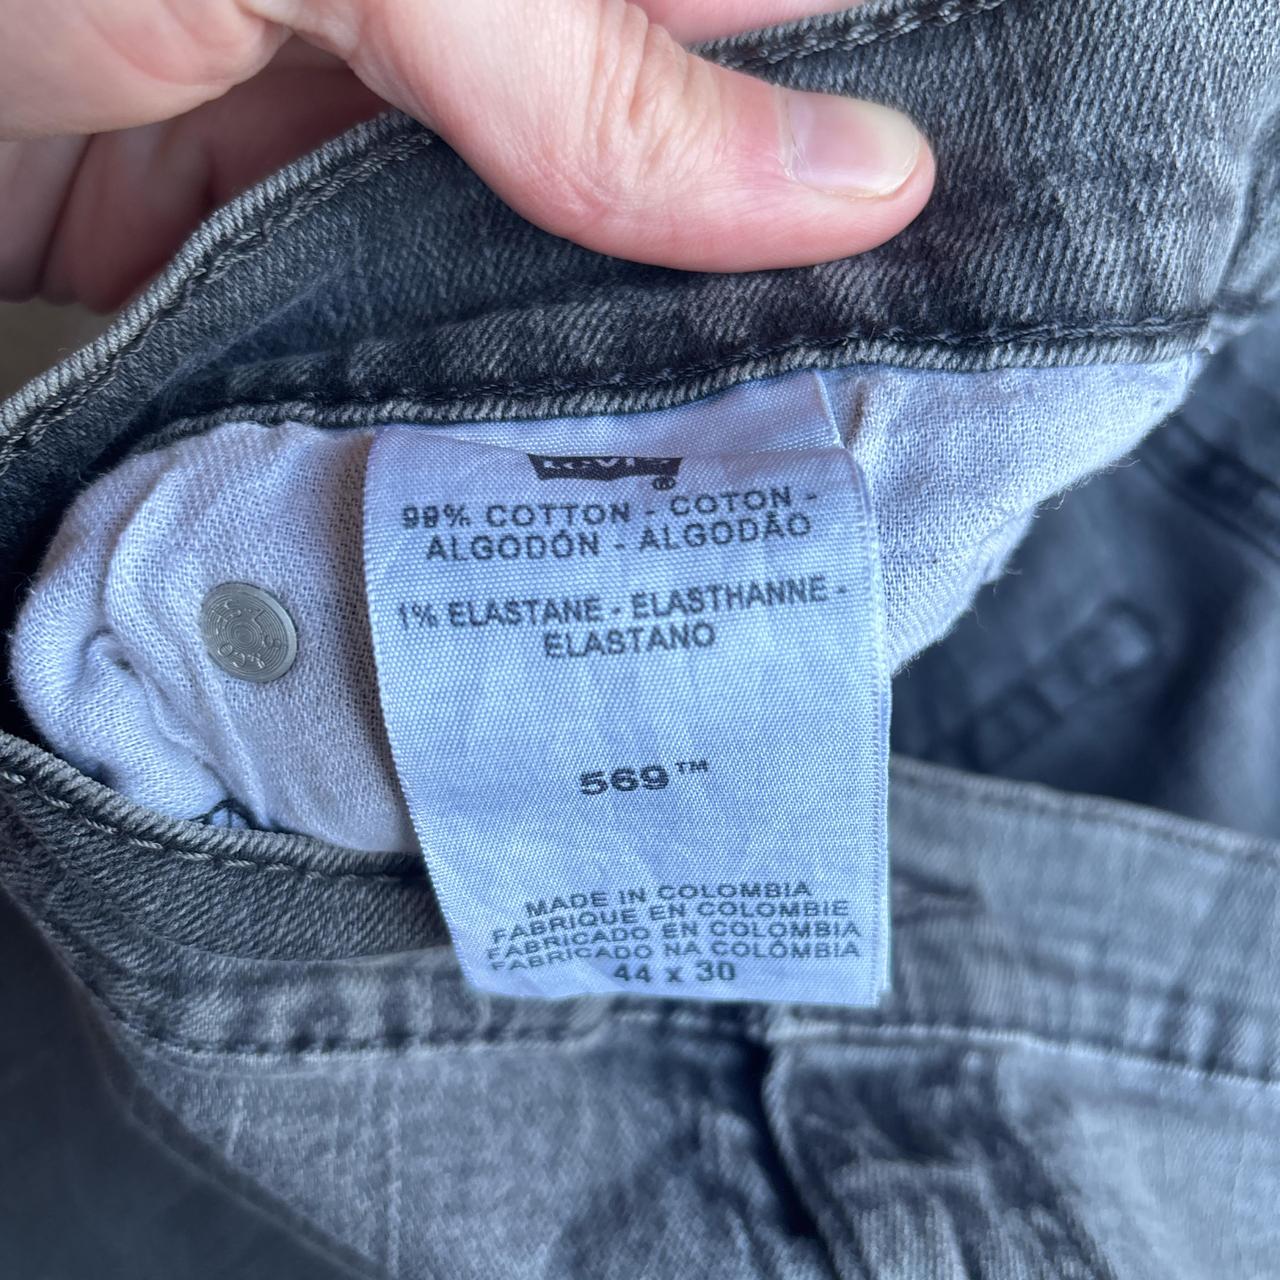 Levi's
®
99% COTTON - COTON -
ALGODÓN - ALGODÃO
1% ELASTANE - ÉLASTHANNE -
ELASTANO
569™
MADE IN COLOMBIA
FABRIQUE EN COLOMBIE
FABRICADO EN COLOMBIA
FABRICADO NA COLÔMBIA
44 x 30